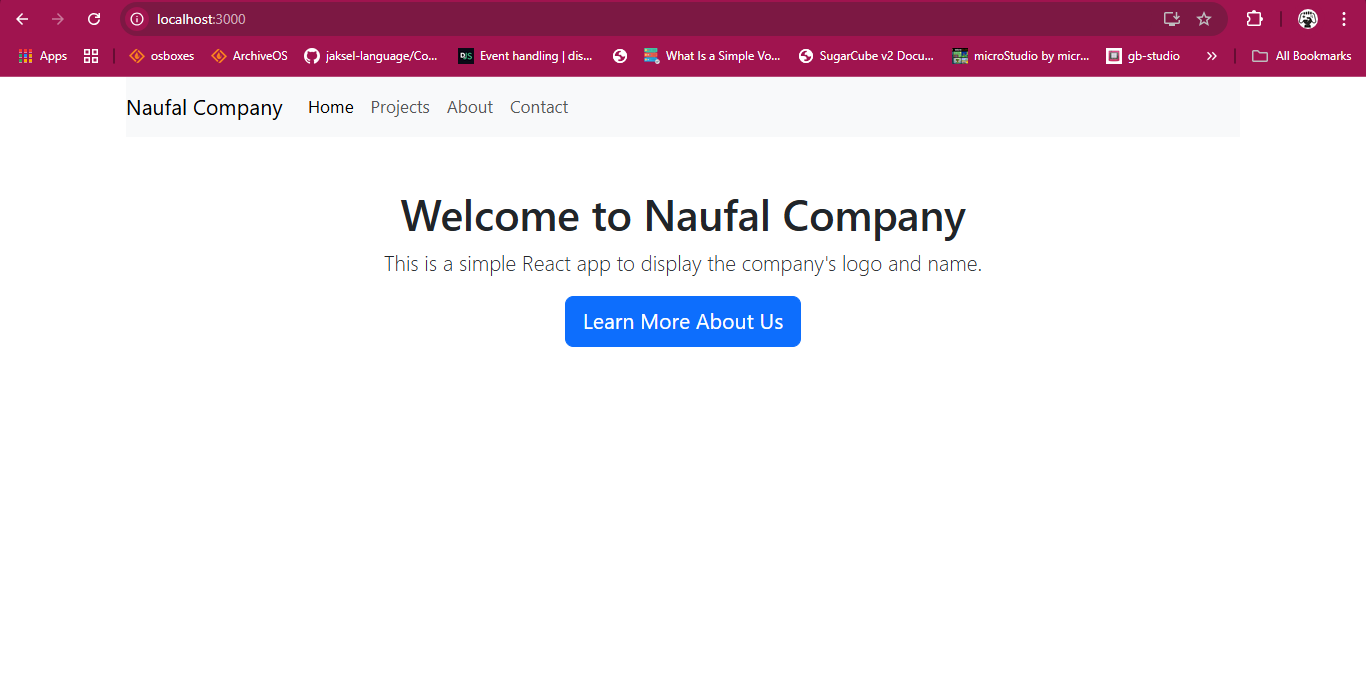 localhost:3000
Apps osboxes ArchiveOS jaksel-language/Co... D/S Event handling | dis... What Is a Simple Vo... SugarCube v2 Docu... microStudio by micr... gb-studio » All Bookmarks
Naufal Company Home Projects About Contact
Welcome to Naufal Company
This is a simple React app to display the company's logo and name.
Learn More About Us